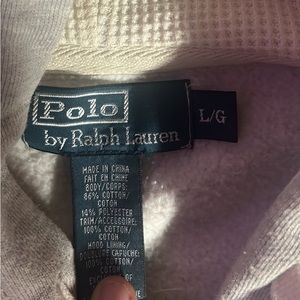 Polo
by Ralph Lauren
L/G
MADE IN CHINA
FAIT EN CHINE
BODY/CORPS:
86% COTTON/
COTON
14% POLYESTER
TRIM/ACCESSOIRE:
100% COTTON/
COTON
HOOD LINING/
DOUBLURE CAPUCHE:
100% COTTON/
COTON